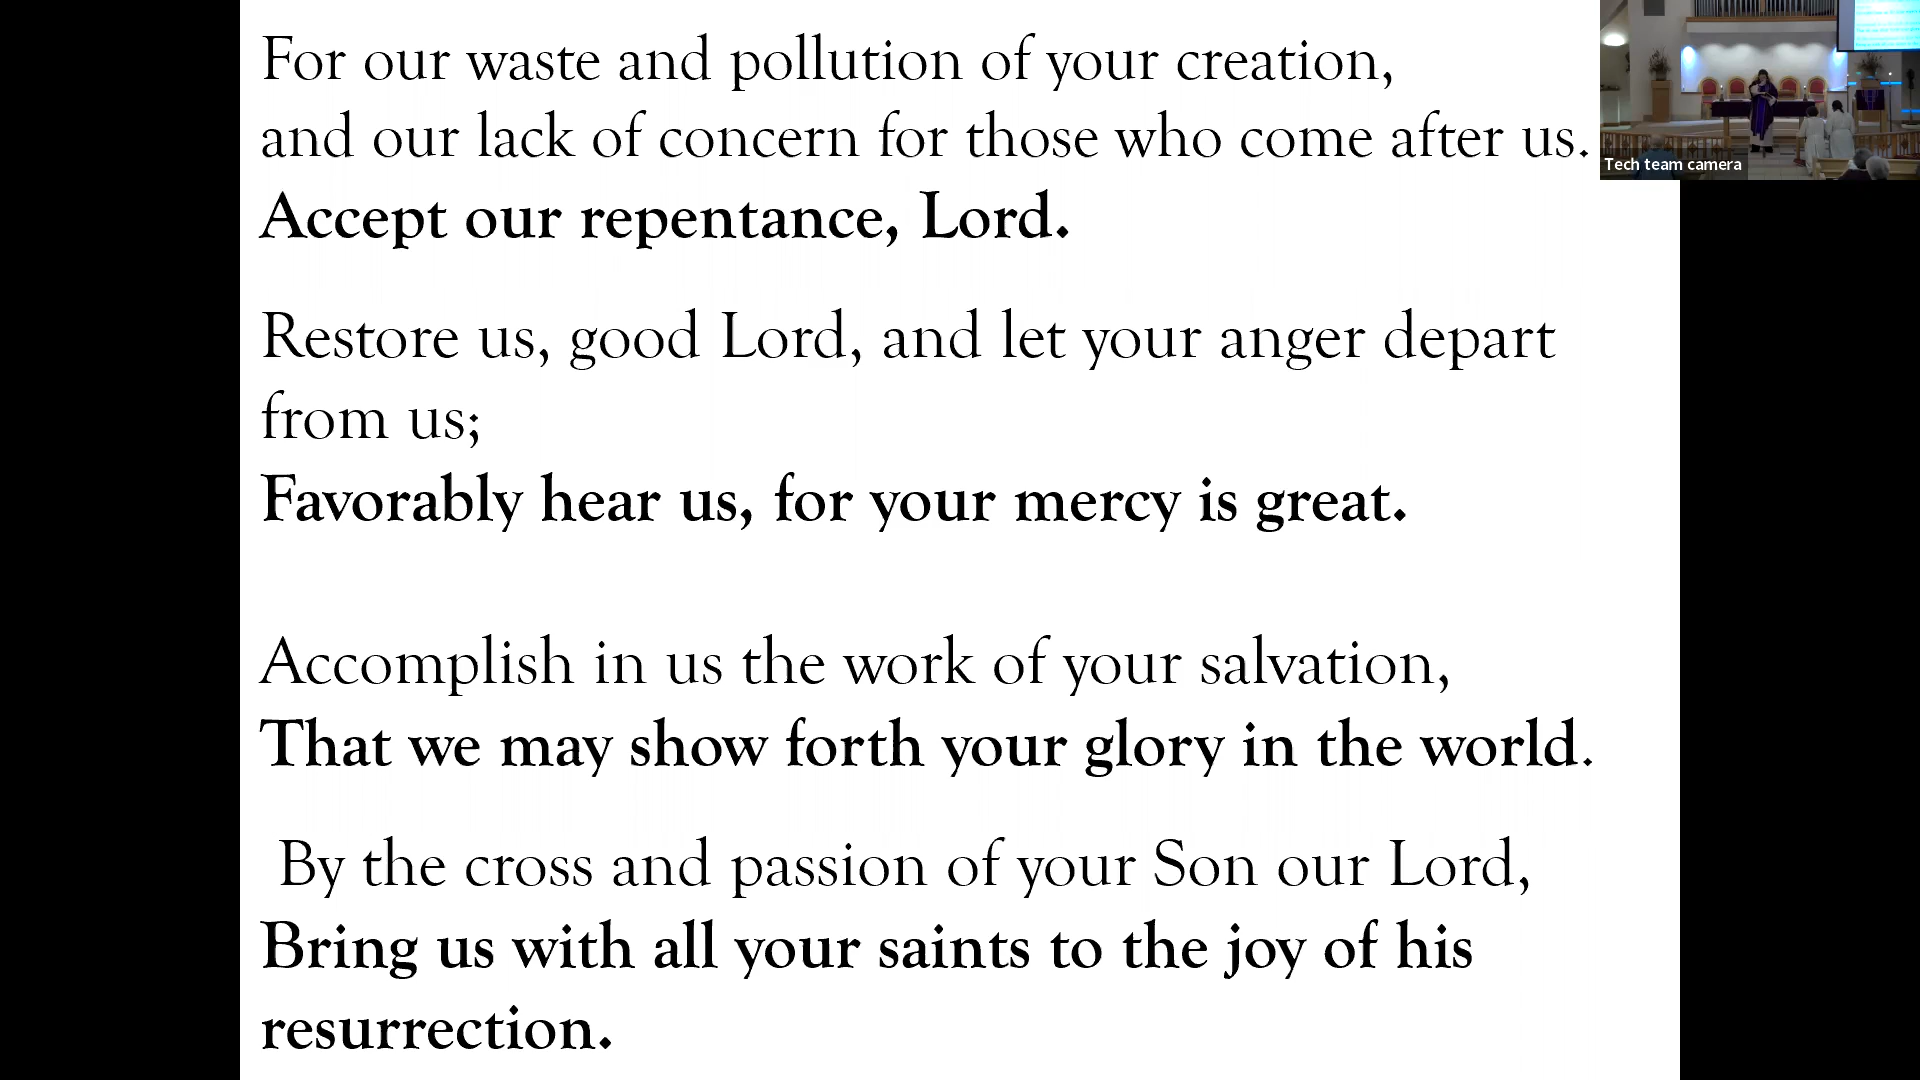 For our waste and pollution of your creation,
and our lack of concern for those who come after us.
Accept our repentance, Lord.
Restore us, good Lord, and let your anger depart
from us;
Favorably hear us, for your mercy is great.
Accomplish in us the work of your salvation,
That we may show forth your glory in the world.
By the cross and passion of your Son our Lord,
Bring us with all your saints to the joy of his
resurrection.
Tech team camera